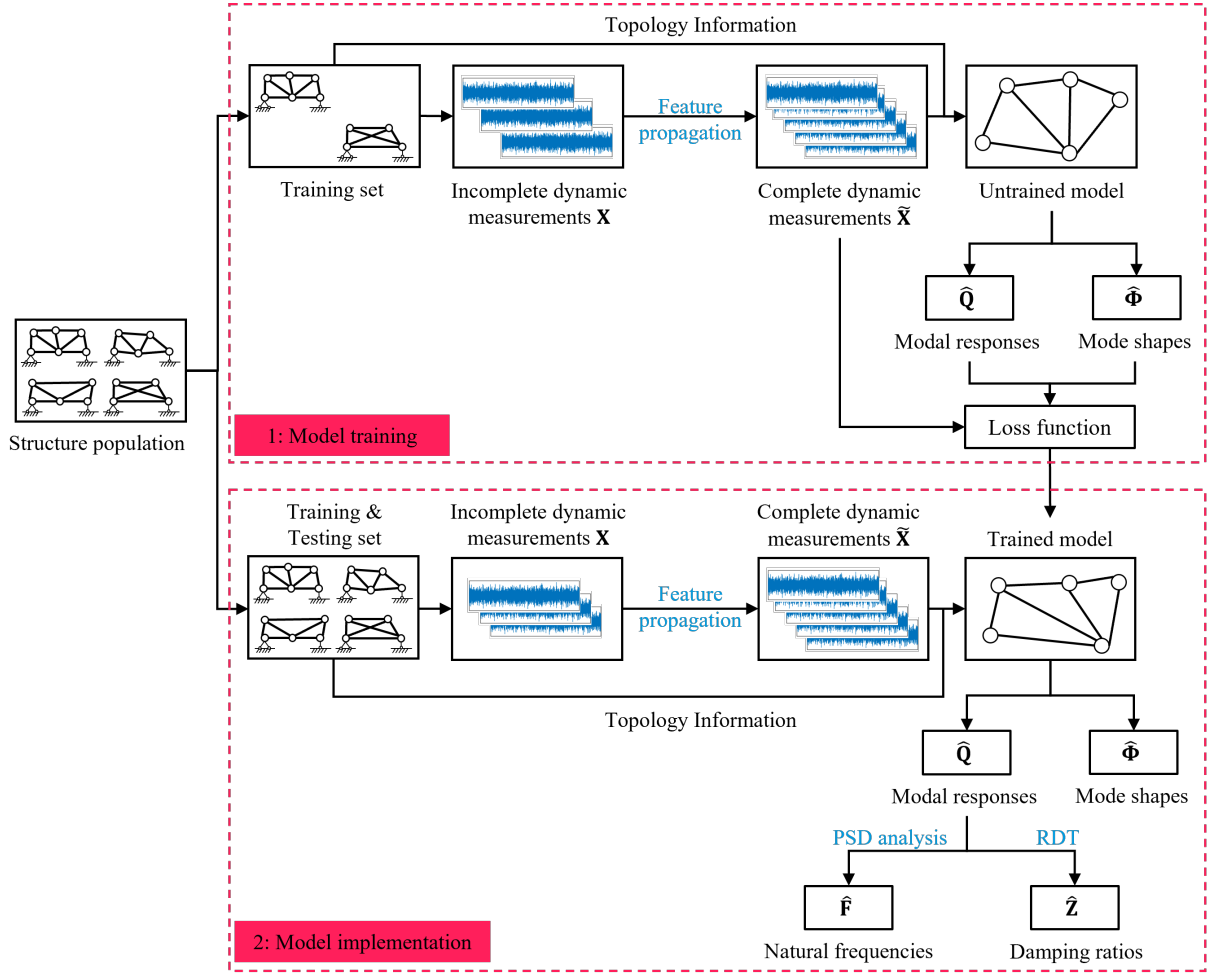 Topology Information
Feature
propagation
Training set
Incomplete dynamic
measurements X
Complete dynamic
measurements X̃
Untrained model
Q̂
Φ̂
Modal responses
Mode shapes
Structure population
1: Model training
Loss function
Training &
Testing set
Incomplete dynamic
measurements X
Complete dynamic
measurements X̃
Trained model
Feature
propagation
Topology Information
Q̂
Φ̂
Modal responses
Mode shapes
PSD analysis
RDT
F̂
Ẑ
Natural frequencies
Damping ratios
2: Model implementation